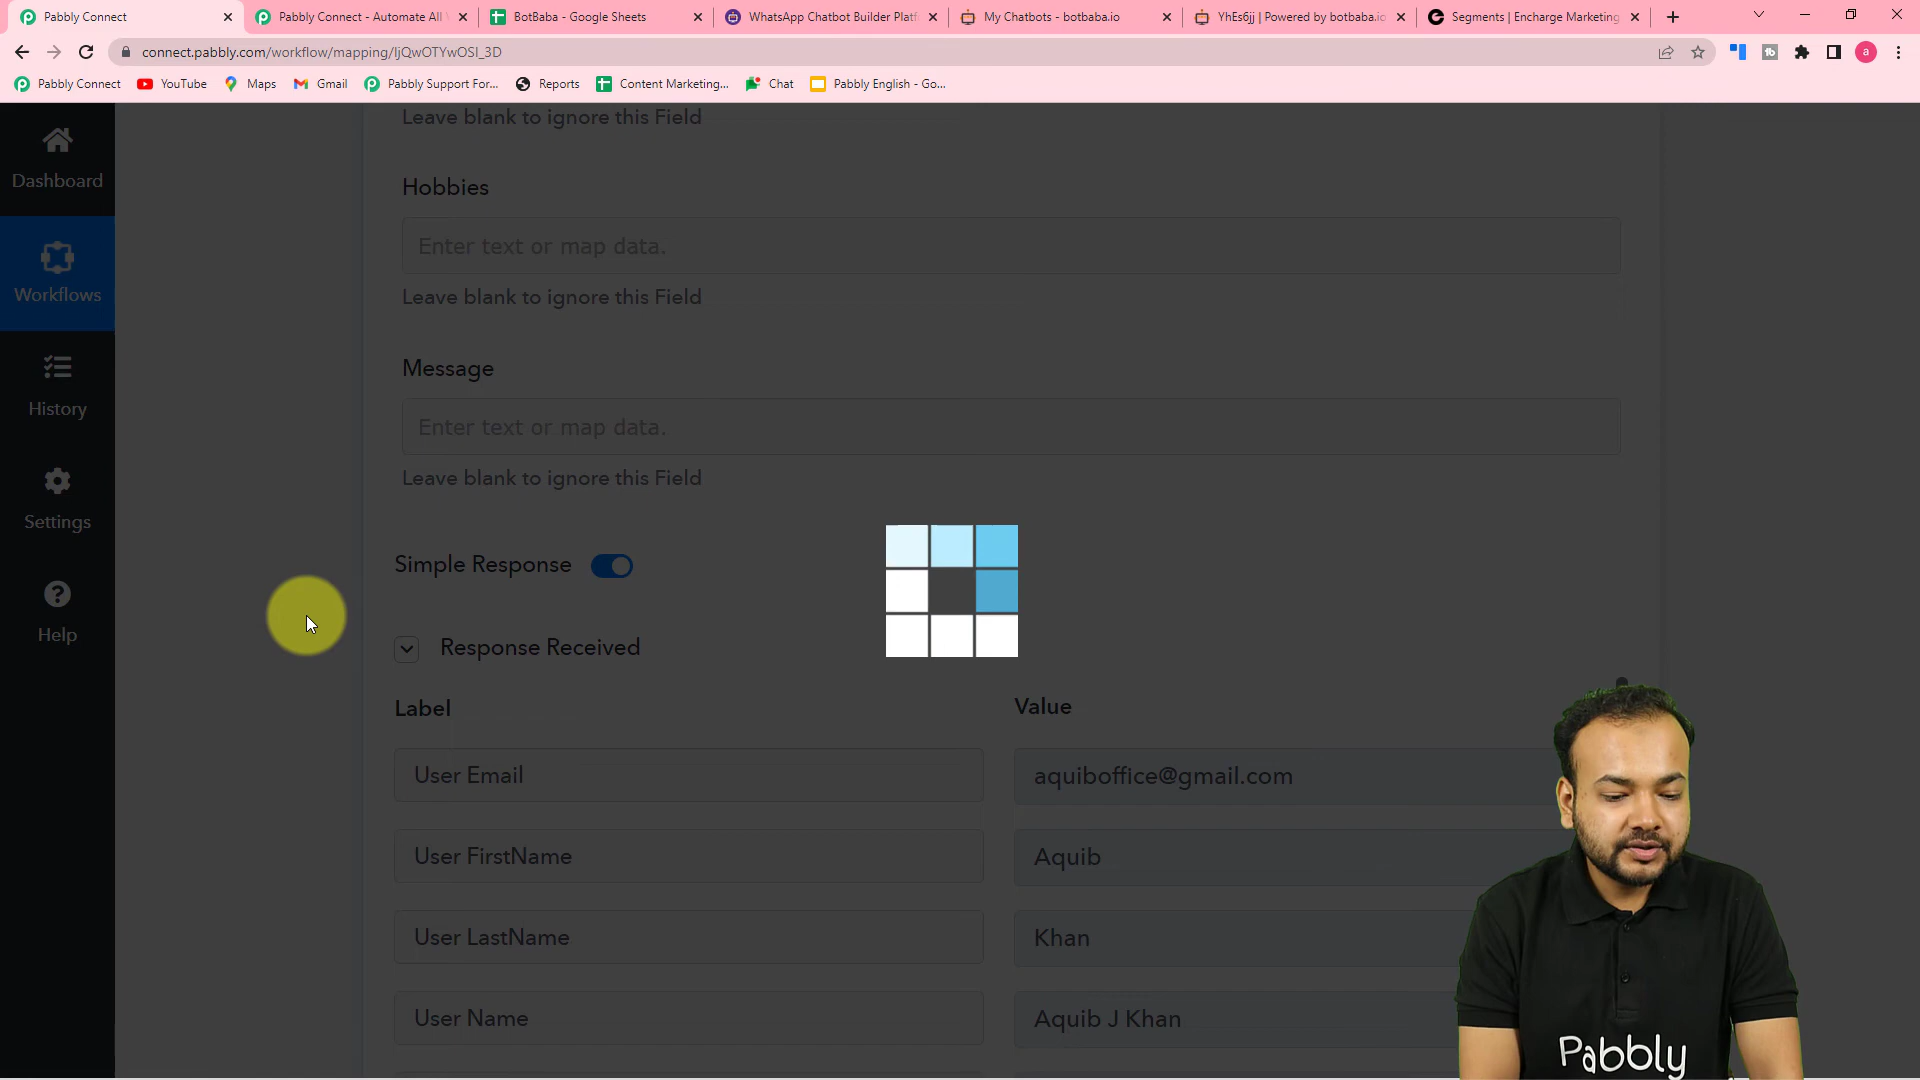 Pabbly Connect
Pabbly Connect - Automate All Y
BotBaba - Google Sheets
WhatsApp Chatbot Builder Platf
My Chatbots - botbaba.io
YhEs6jj | Powered by botbaba.io
Segments | Encharge Marketing
connect.pabbly.com/workflow/mapping/IjQwOTYwOSI_3D
a
Pabbly Connect
YouTube
Maps
Gmail
Pabbly Support For...
Reports
Content Marketing...
Chat
Pabbly English - Go...
Dashboard
Workflows
History
Settings
Help
Leave blank to ignore this Field
Hobbies
Enter text or map data.
Leave blank to ignore this Field
Message
Enter text or map data.
Leave blank to ignore this Field
Simple Response
Response Received
Label
Value
User Email
aquiboffice@gmail.com
User FirstName
Aquib
User LastName
Khan
User Name
Aquib J Khan
Pabbly